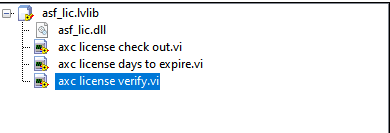 asf_lic.lvlib
asf_lic.dll
axc license check out.vi
axc license days to expire.vi
axc license verify.vi